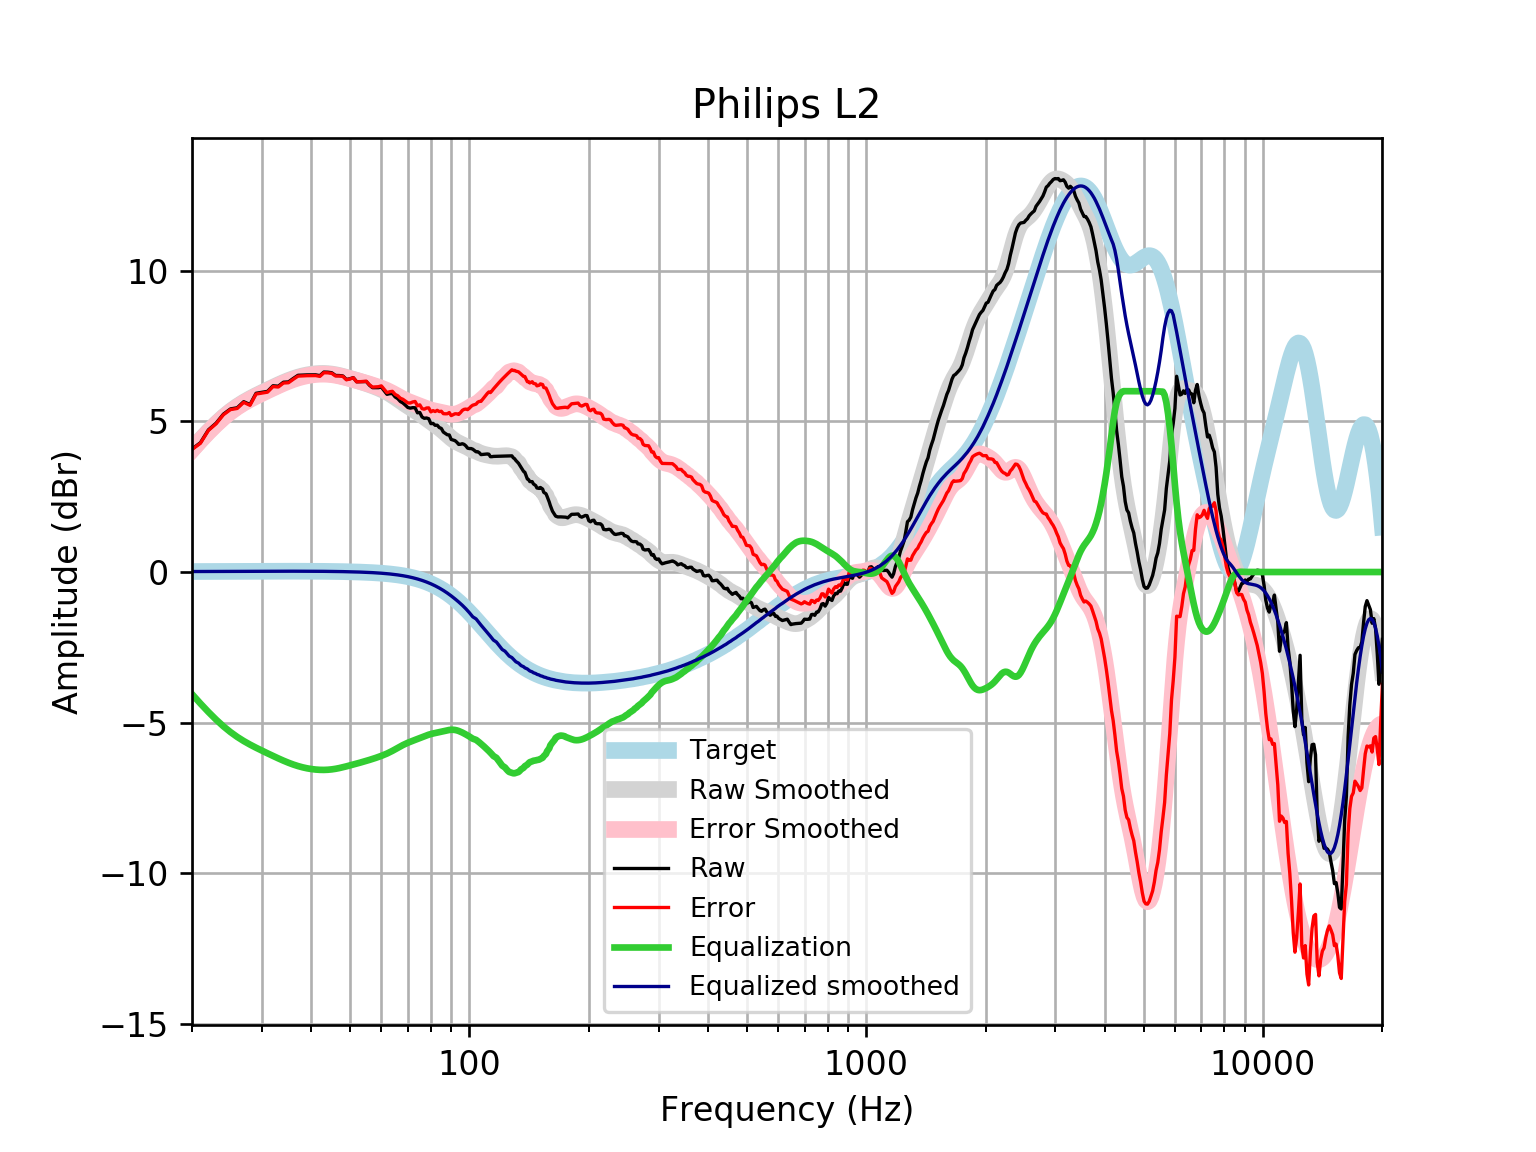 Philips L2
10
5
0
−5
−10
−15
Amplitude (dBr)
Target
Raw Smoothed
Error Smoothed
Raw
Error
Equalization
Equalized smoothed
100
1000
10000
Frequency (Hz)